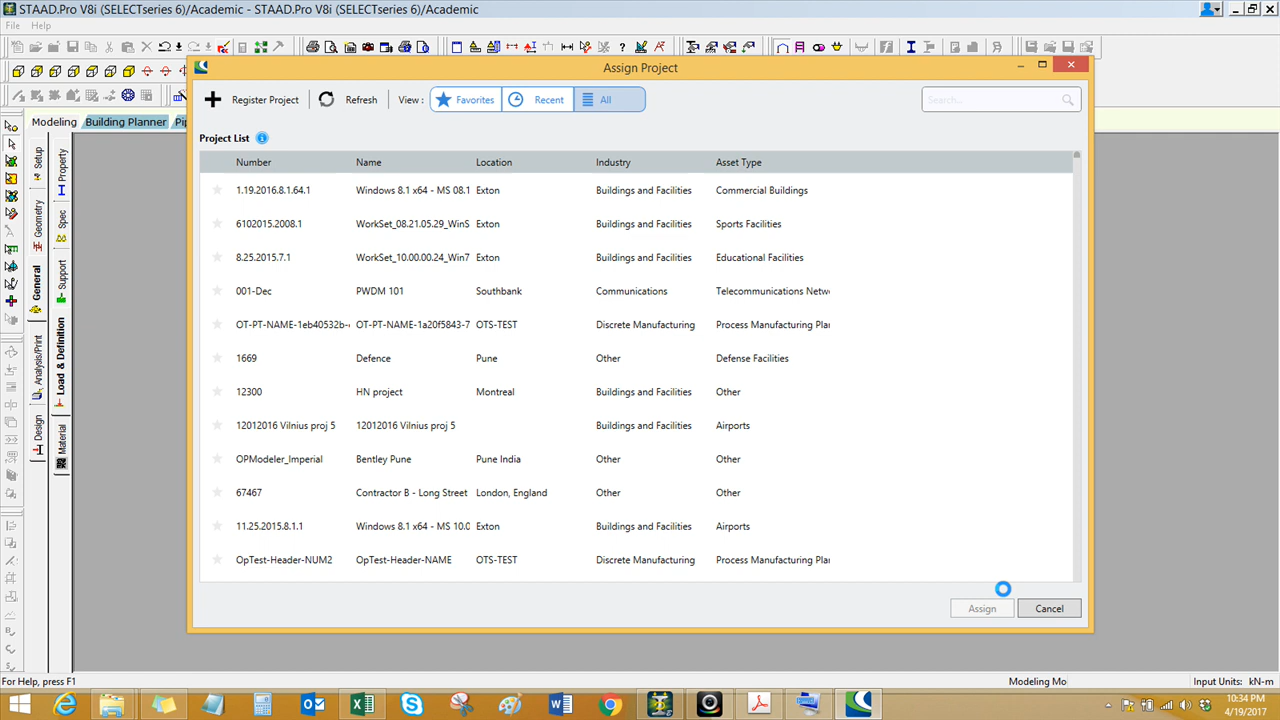 STAAD.Pro V8i (SELECTseries 6)/Academic - STAAD.Pro V8i (SELECTseries 6)/Academic
File Help
Assign Project
Register Project Refresh View : Favorites Recent All Search...
Modeling Building Planner
Project List
Number Name Location Industry Asset Type
1.19.2016.8.1.64.1 Windows 8.1 x64 - MS 08.1 Exton Buildings and Facilities Commercial Buildings
6102015.2008.1 WorkSet_08.21.05.29_WinS Exton Buildings and Facilities Sports Facilities
8.25.2015.7.1 WorkSet_10.00.00.24_Win7 Exton Buildings and Facilities Educational Facilities
001-Dec PWDM 101 Southbank Communications Telecommunications Netw
OT-PT-NAME-1eb40532b- OT-PT-NAME-1a20f5843-7 OTS-TEST Discrete Manufacturing Process Manufacturing Pla
1669 Defence Pune Other Defense Facilities
12300 HN project Montreal Buildings and Facilities Other
12012016 Vilnius proj 5 12012016 Vilnius proj 5 Buildings and Facilities Airports
OPModeler_Imperial Bentley Pune Pune India Other Other
67467 Contractor B - Long Street London, England Other Other
11.25.2015.8.1.1 Windows 8.1 x64 - MS 10.0 Exton Buildings and Facilities Airports
OpTest-Header-NUM2 OpTest-Header-NAME OTS-TEST Discrete Manufacturing Process Manufacturing Pla
Assign Cancel
Setup
Geometry
General
Analysis/Print
Design
Property
Spec
Support
Load & Definition
Material
For Help, press F1 Modeling Mo Input Units: kN-m
10:34 PM
4/19/2017